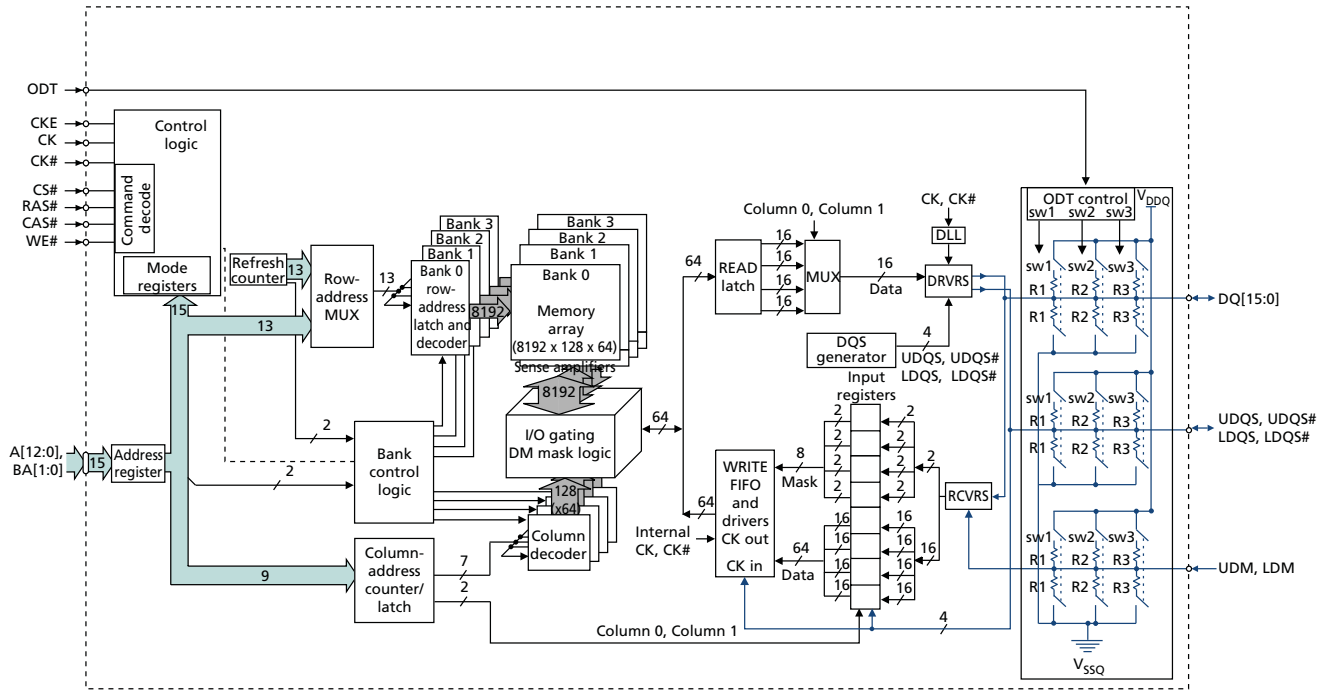 ODT
CKE
CK
CK#
CS#
RAS#
CAS#
WE#
Control
logic
Command
decode
Mode
registers
15
Refresh
counter
13
13
Row-
address
MUX
13
Bank 3
Bank 2
Bank 1
Bank 0
row-
address
latch and
decoder
8192
Bank 3
Bank 2
Bank 1
Bank 0
Memory
array
(8192 x 128 x 64)
Sense amplifiers
8192
I/O gating
DM mask logic
64
A[12:0],
BA[1:0]
15
Address
register
2
2
Bank
control
logic
128
x64)
Column
decoder
9
Column-
address
counter/
latch
7
2
Column 0, Column 1
64
READ
latch
16
16
16
16
Column 0, Column 1
MUX
16
Data
CK, CK#
DLL
DRVRS
DQS
generator
4
UDQS, UDQS#
LDQS, LDQS#
Input
registers
64
Internal
CK, CK#
WRITE
FIFO
and
drivers
CK out
CK in
8
Mask
64
Data
2
2
2
2
16
16
16
16
2
2
2
2
16
16
16
16
2
16
RCVRS
4
ODT control
VDDQ
sw1 sw2 sw3
sw1 sw2 sw3
R1 R2 R3
R1 R2 R3
DQ[15:0]
sw1 sw2 sw3
R1 R2 R3
R1 R2 R3
UDQS, UDQS#
LDQS, LDQS#
sw1 sw2 sw3
R1 R2 R3
R1 R2 R3
UDM, LDM
VSSQ